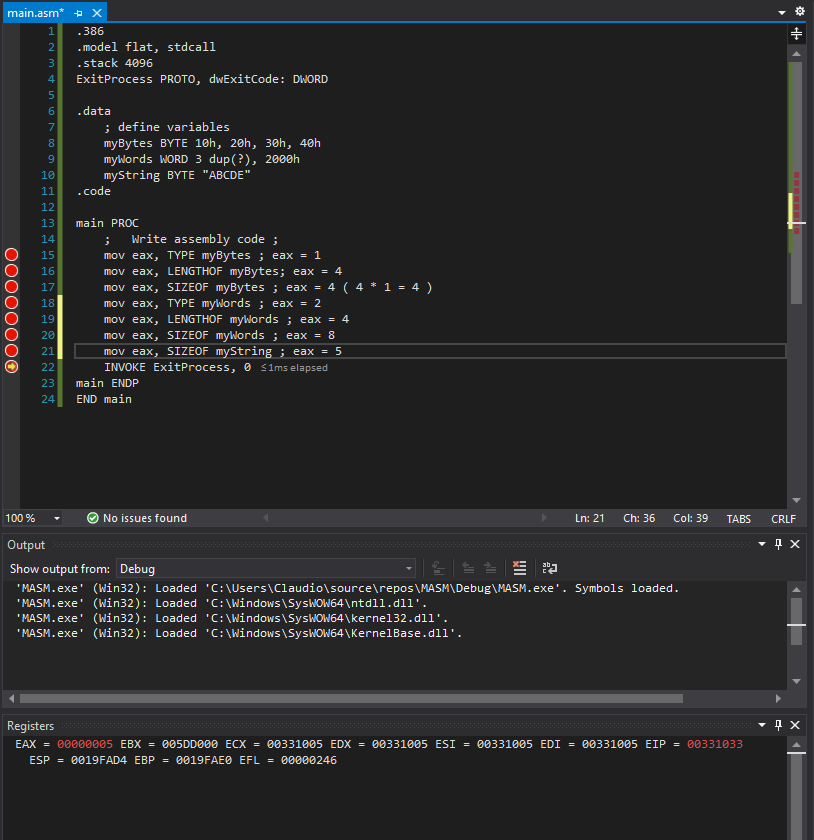 main.asm*
1 .386
2 .model flat, stdcall
3 .stack 4096
4 ExitProcess PROTO, dwExitCode: DWORD
5
6 .data
7 ; define variables
8 myBytes BYTE 10h, 20h, 30h, 40h
9 myWords WORD 3 dup(?), 2000h
10 myString BYTE "ABCDE"
11 .code
12
13 main PROC
14 ;   Write assembly code ;
15 mov eax, TYPE myBytes ; eax = 1
16 mov eax, LENGTHOF myBytes; eax = 4
17 mov eax, SIZEOF myBytes ; eax = 4 ( 4 * 1 = 4 )
18 mov eax, TYPE myWords ; eax = 2
19 mov eax, LENGTHOF myWords ; eax = 4
20 mov eax, SIZEOF myWords ; eax = 8
21 mov eax, SIZEOF myString ; eax = 5
22 INVOKE ExitProcess, 0 ≤1ms elapsed
23 main ENDP
24 END main
100 % No issues found Ln: 21 Ch: 36 Col: 39 TABS CRLF
Output
Show output from: Debug
'MASM.exe' (Win32): Loaded 'C:\Users\Claudio\source\repos\MASM\Debug\MASM.exe'. Symbols loaded.
'MASM.exe' (Win32): Loaded 'C:\Windows\SysWOW64\ntdll.dll'.
'MASM.exe' (Win32): Loaded 'C:\Windows\SysWOW64\kernel32.dll'.
'MASM.exe' (Win32): Loaded 'C:\Windows\SysWOW64\KernelBase.dll'.
Registers
EAX = 00000005 EBX = 005DD000 ECX = 00331005 EDX = 00331005 ESI = 00331005 EDI = 00331005 EIP = 00331033
ESP = 0019FAD4 EBP = 0019FAE0 EFL = 00000246